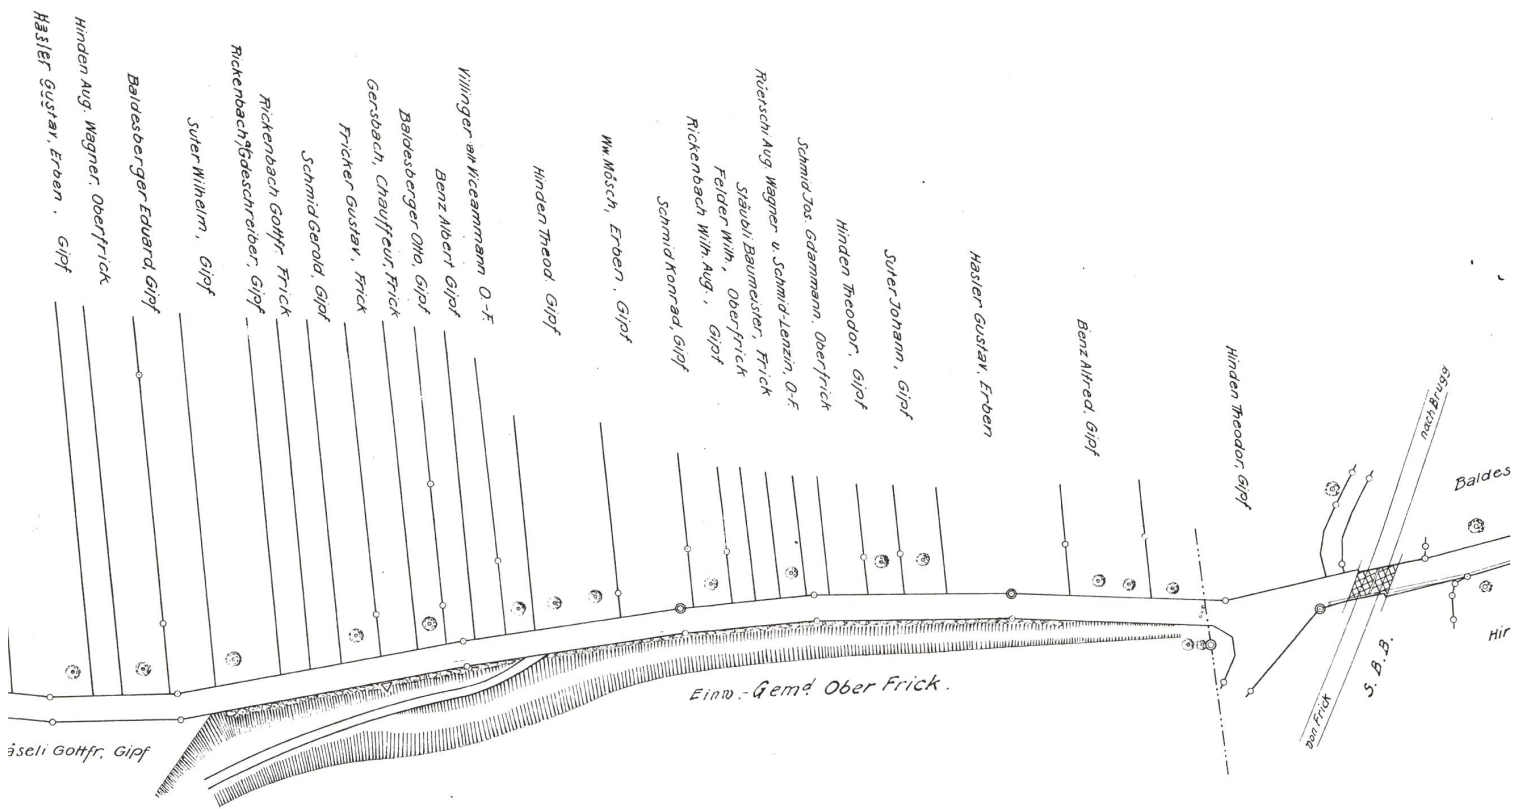 Häsler Gustav, Erben, Gipf
Hinden Aug. Wagner, Oberfrick
Baldesberger Eduard, Gipf
Suter Wilhelm, Gipf
Rickenbach a/Gdeschreiber, Gipf
Rickenbach Gottfr. Frick
Schmid Gerold, Gipf
Fricker Gustav, Frick
Gersbach, Chauffeur, Frick
Baldesberger Otto, Gipf
Benz Albert Gipf
Villinger alt Viceammann O.-F.
Hinden Theod. Gipf
Ww. Mösch, Erben, Gipf
Schmid Konrad, Gipf
Rickenbach Wilh. Aug., Gipf
Felder Wilh., Oberfrick
Stäubli Baumeister, Frick
Rüetschi Aug. Wagner u. Schmid-Lenzin, O-F.
Schmid Jos. Gdammann, Oberfrick
Hinden Theodor, Gipf
Suter Johann, Gipf
Häsler Gustav, Erben
Benz Alfred, Gipf
Hinden Theodor, Gipf
nach Brugg
Baldes
Hir
S. B. B.
von Frick
Einw.-Gemd Ober Frick.
äseli Gottfr, Gipf